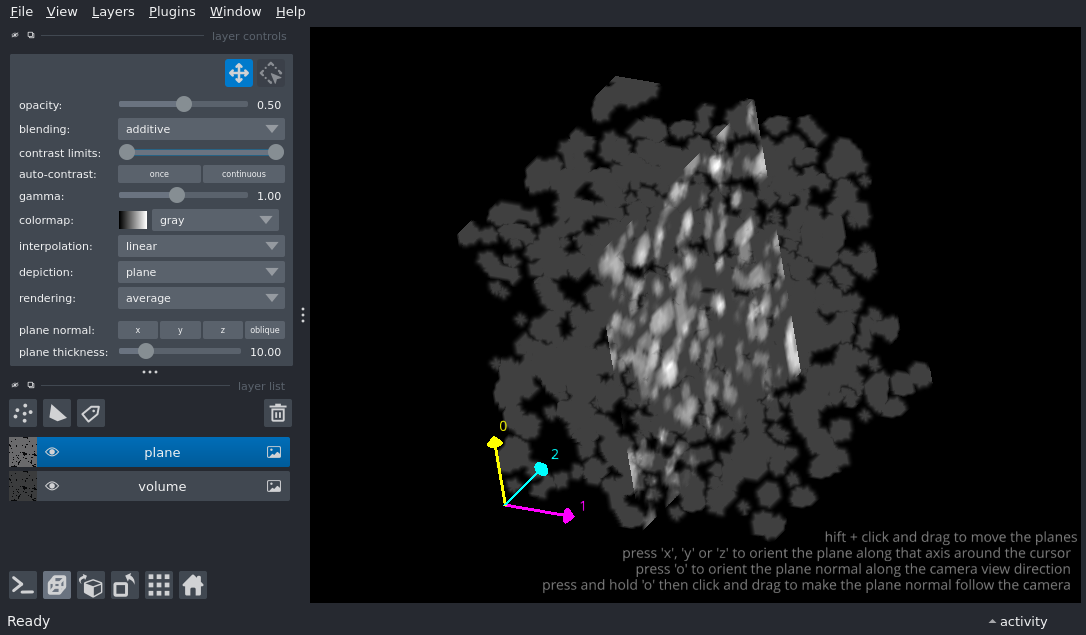 File View Layers Plugins Window Help
layer controls
opacity: 0.50
blending: additive
contrast limits:
auto-contrast: once continuous
gamma: 1.00
colormap: gray
interpolation: linear
depiction: plane
rendering: average
plane normal: x y z oblique
plane thickness: 10.00
layer list
plane
volume
0
2
1
hift + click and drag to move the planes
press 'x', 'y' or 'z' to orient the plane along that axis around the cursor
press 'o' to orient the plane normal along the camera view direction
press and hold 'o' then click and drag to make the plane normal follow the camera
Ready
activity